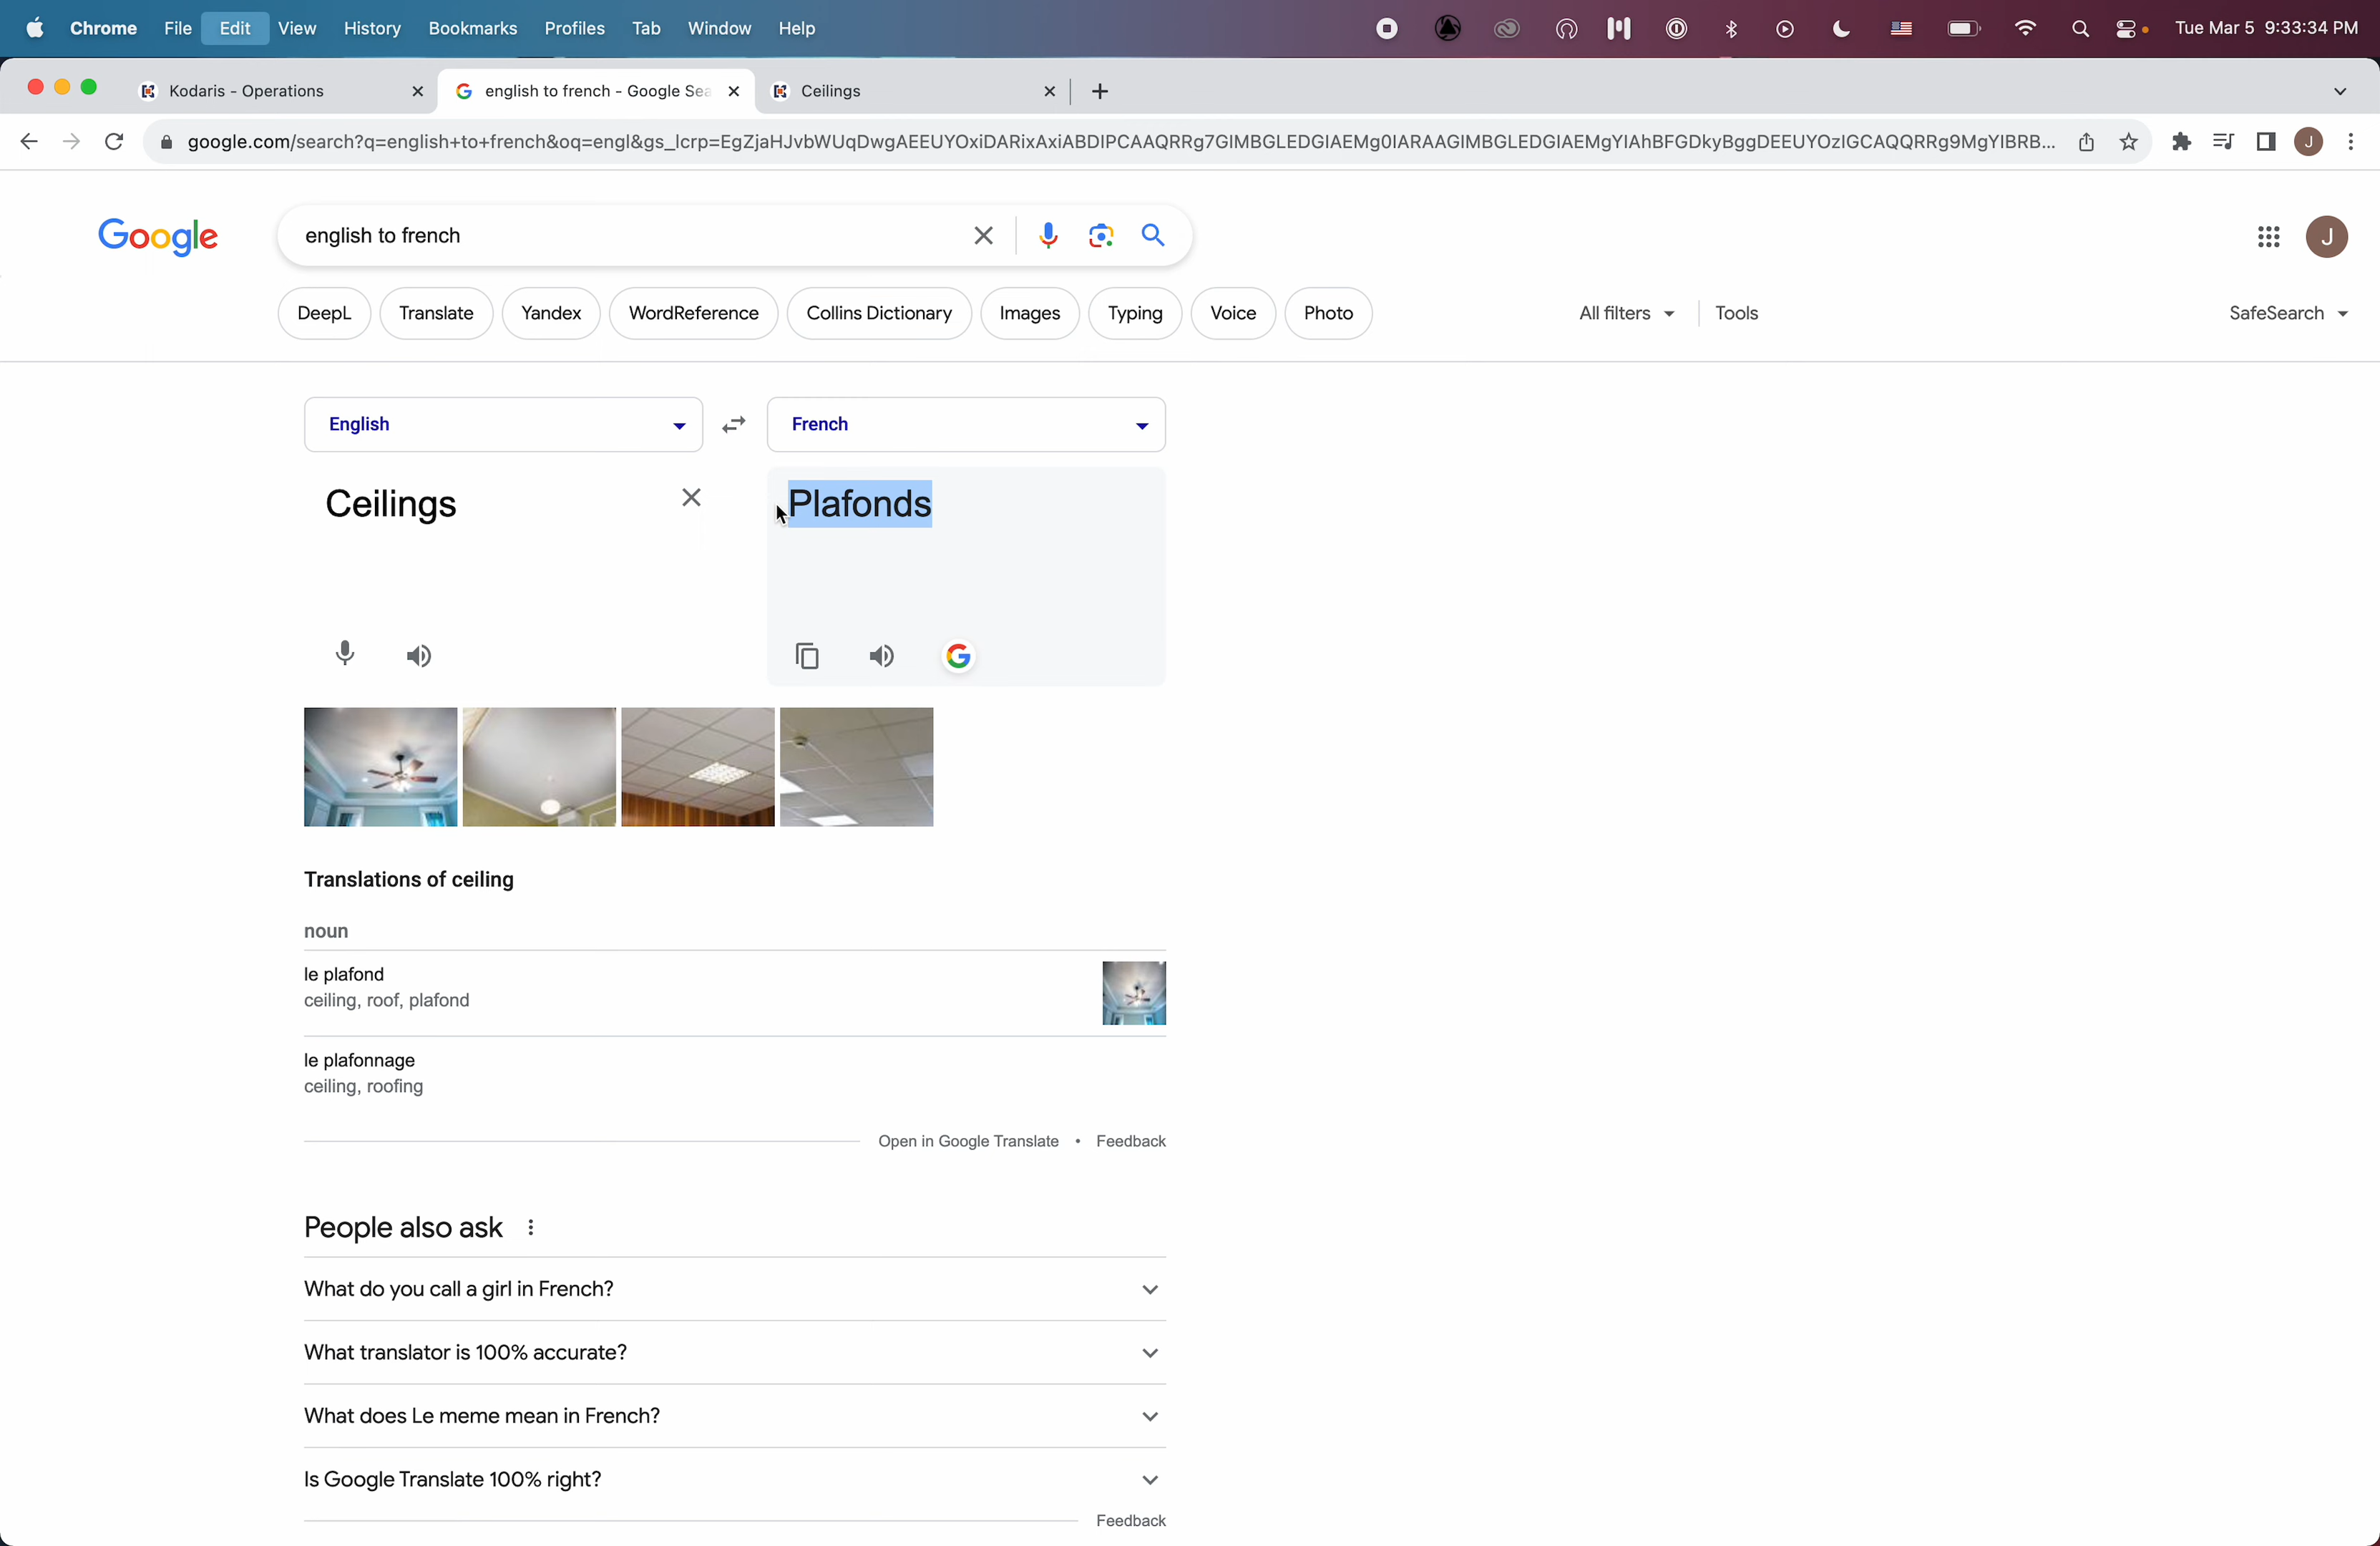 Chrome File Edit View History Bookmarks Profiles Tab Window Help Tue Mar 5 9:33:34 PM
Kodaris - Operations english to french - Google Sea Ceilings
google.com/search?q=english+to+french&oq=engl&gs_lcrp=EgZjaHJvbWUqDwgAEEUYOxiDARixAxiABDIPCAAQRRg7GIMBGLEDGIAEMg0IARAAGIMBGLEDGIAEMgYIAhBFGDkyBggDEEUYOzIGCAQQRRg9MgYIBRB... J
Google english to french J
DeepL Translate Yandex WordReference Collins Dictionary Images Typing Voice Photo All filters Tools SafeSearch
English French
Ceilings Plafonds
Translations of ceiling
noun
le plafond
ceiling, roof, plafond
le plafonnage
ceiling, roofing
Open in Google Translate • Feedback
People also ask
What do you call a girl in French?
What translator is 100% accurate?
What does Le meme mean in French?
Is Google Translate 100% right?
Feedback